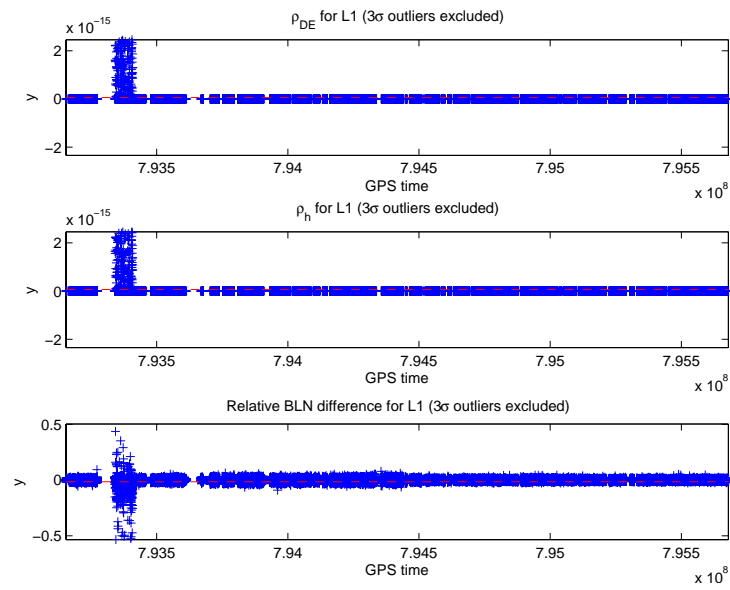 ρDE for L1 (3σ outliers excluded)
x 10^-15
2
0
−2
y
7.935 7.94 7.945 7.95 7.955
GPS time
x 10^8
ρh for L1 (3σ outliers excluded)
x 10^-15
2
0
−2
y
7.935 7.94 7.945 7.95 7.955
GPS time
x 10^8
Relative BLN difference for L1 (3σ outliers excluded)
0.5
0
−0.5
y
7.935 7.94 7.945 7.95 7.955
GPS time
x 10^8